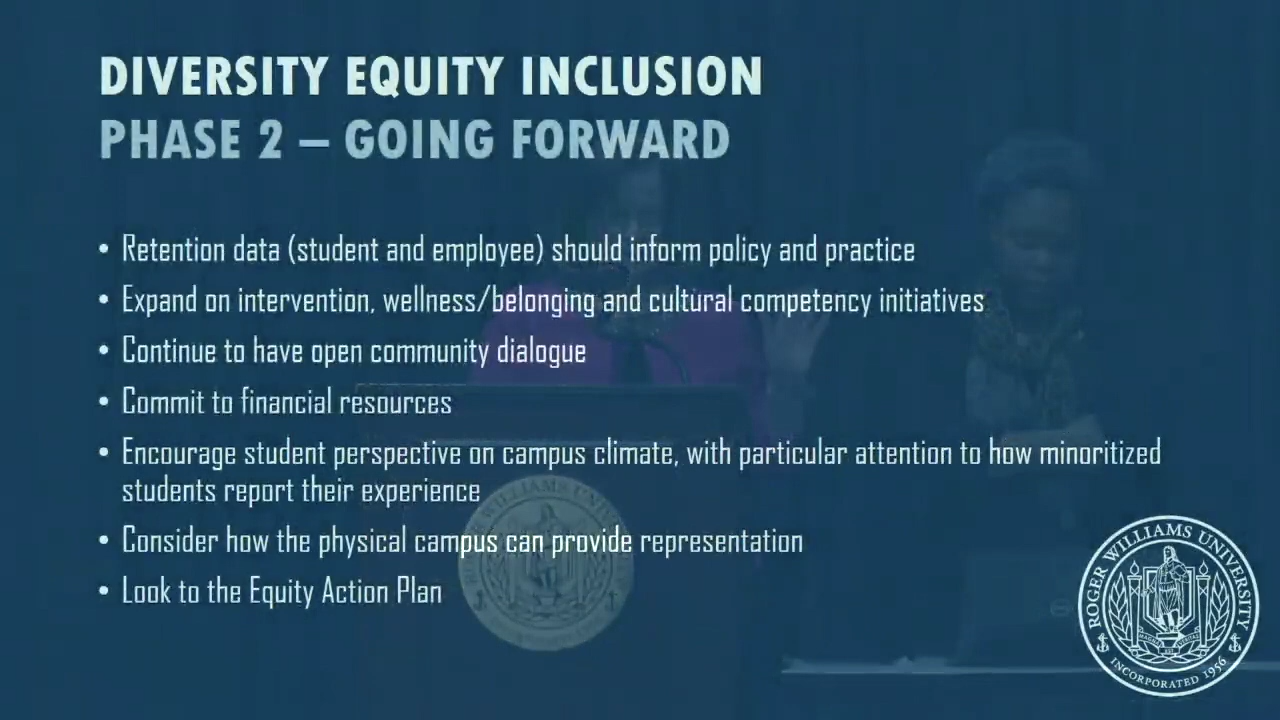 DIVERSITY EQUITY INCLUSION
PHASE 2 – GOING FORWARD
• Retention data (student and employee) should inform policy and practice
• Expand on intervention, wellness/belonging and cultural competency initiatives
• Continue to have open community dialogue
• Commit to financial resources
• Encourage student perspective on campus climate, with particular attention to how minoritized
students report their experience
• Consider how the physical campus can provide representation
• Look to the Equity Action Plan
ROGER WILLIAMS UNIVERSITY
INCORPORATED 1956